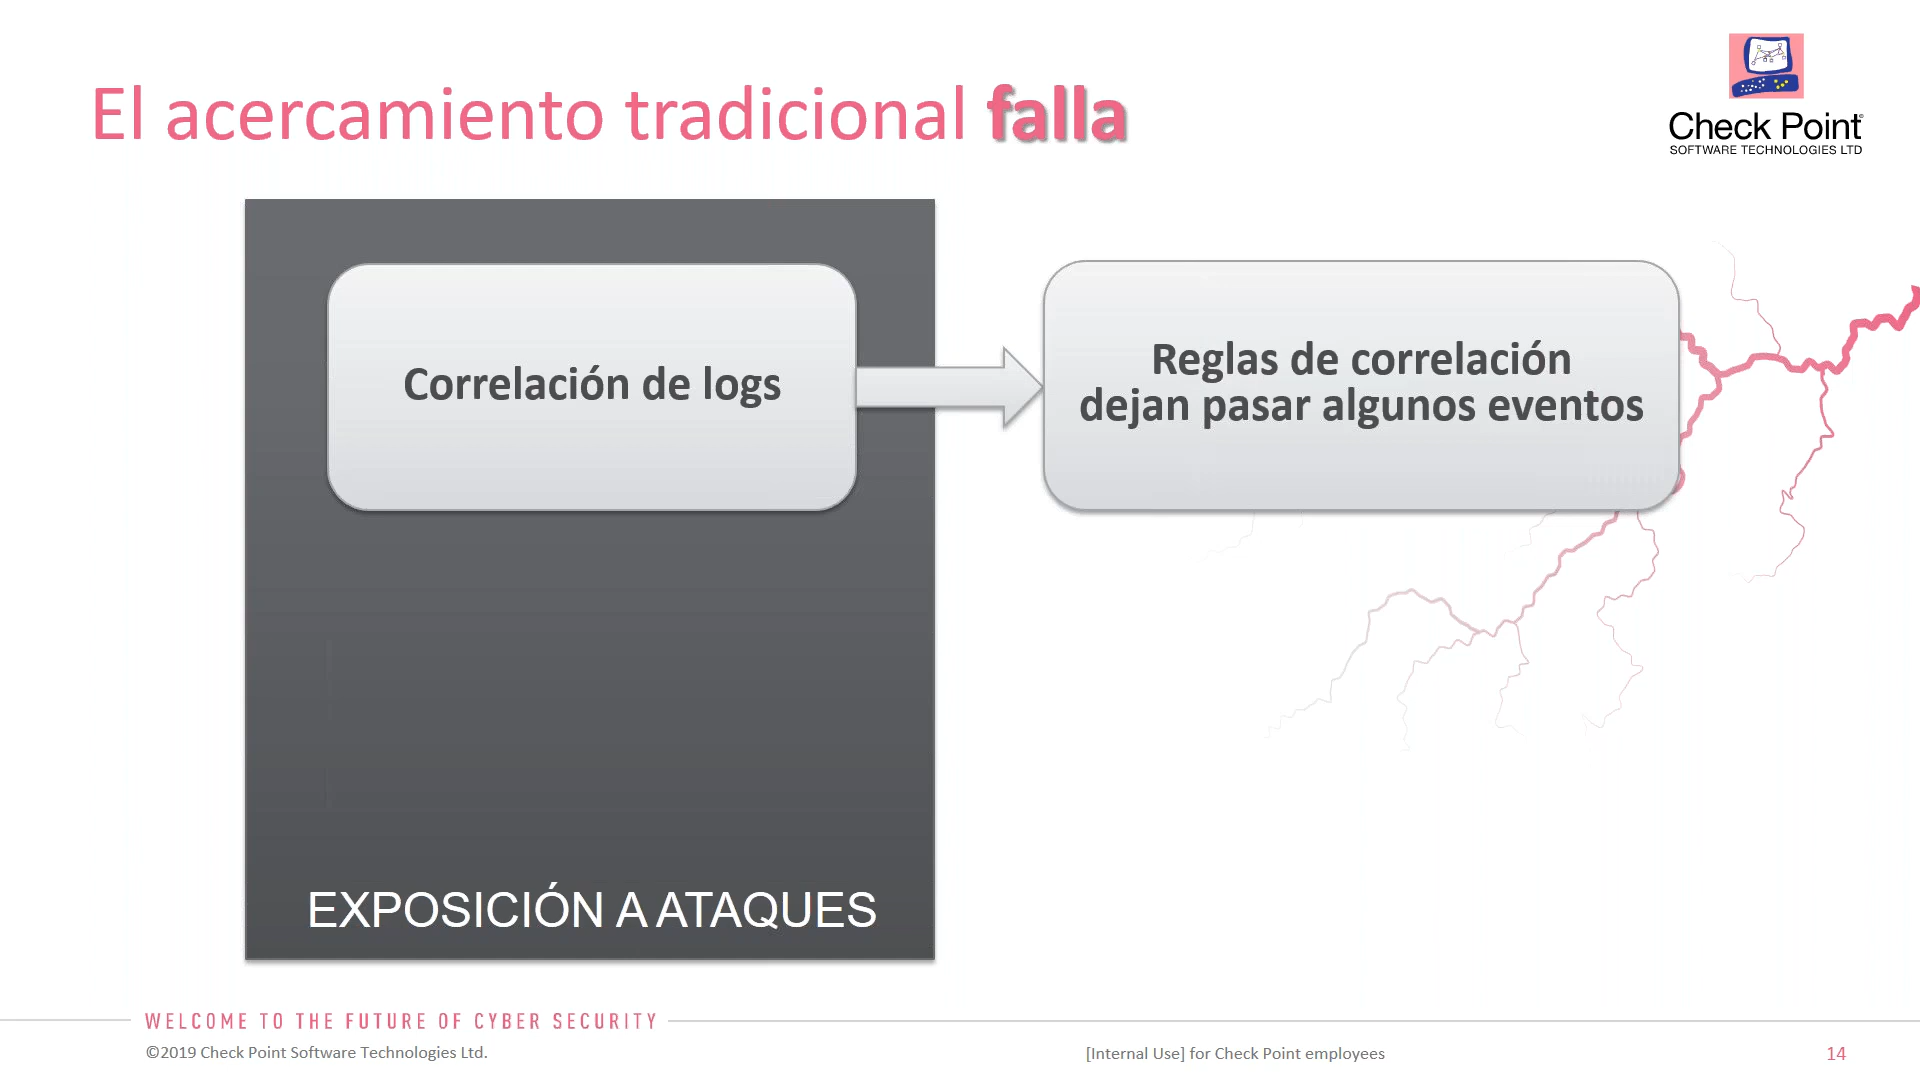 El acercamiento tradicional falla
Check Point
SOFTWARE TECHNOLOGIES LTD
Correlación de logs
Reglas de correlación
dejan pasar algunos eventos
EXPOSICIÓN A ATAQUES
WELCOME TO THE FUTURE OF CYBER SECURITY
©2019 Check Point Software Technologies Ltd.
[Internal Use] for Check Point employees
14